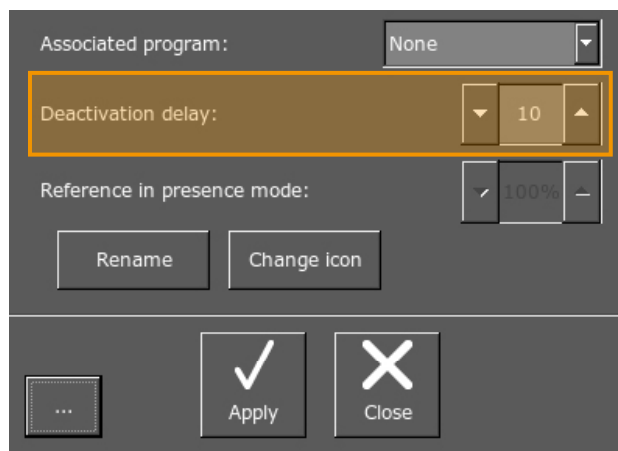 Associated program: None
Deactivation delay: 10
Reference in presence mode: 100%
Rename Change icon
... Apply Close